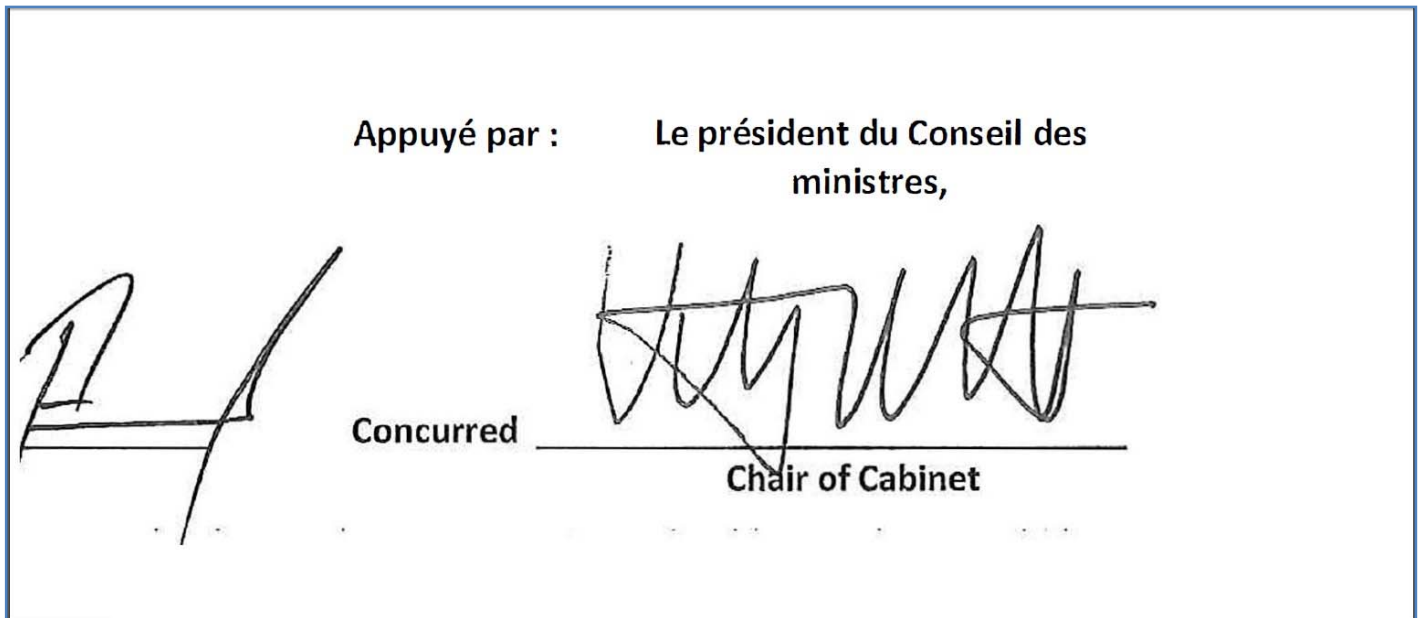 Appuyé par :
Le président du Conseil des
ministres,
Concurred
Chair of Cabinet